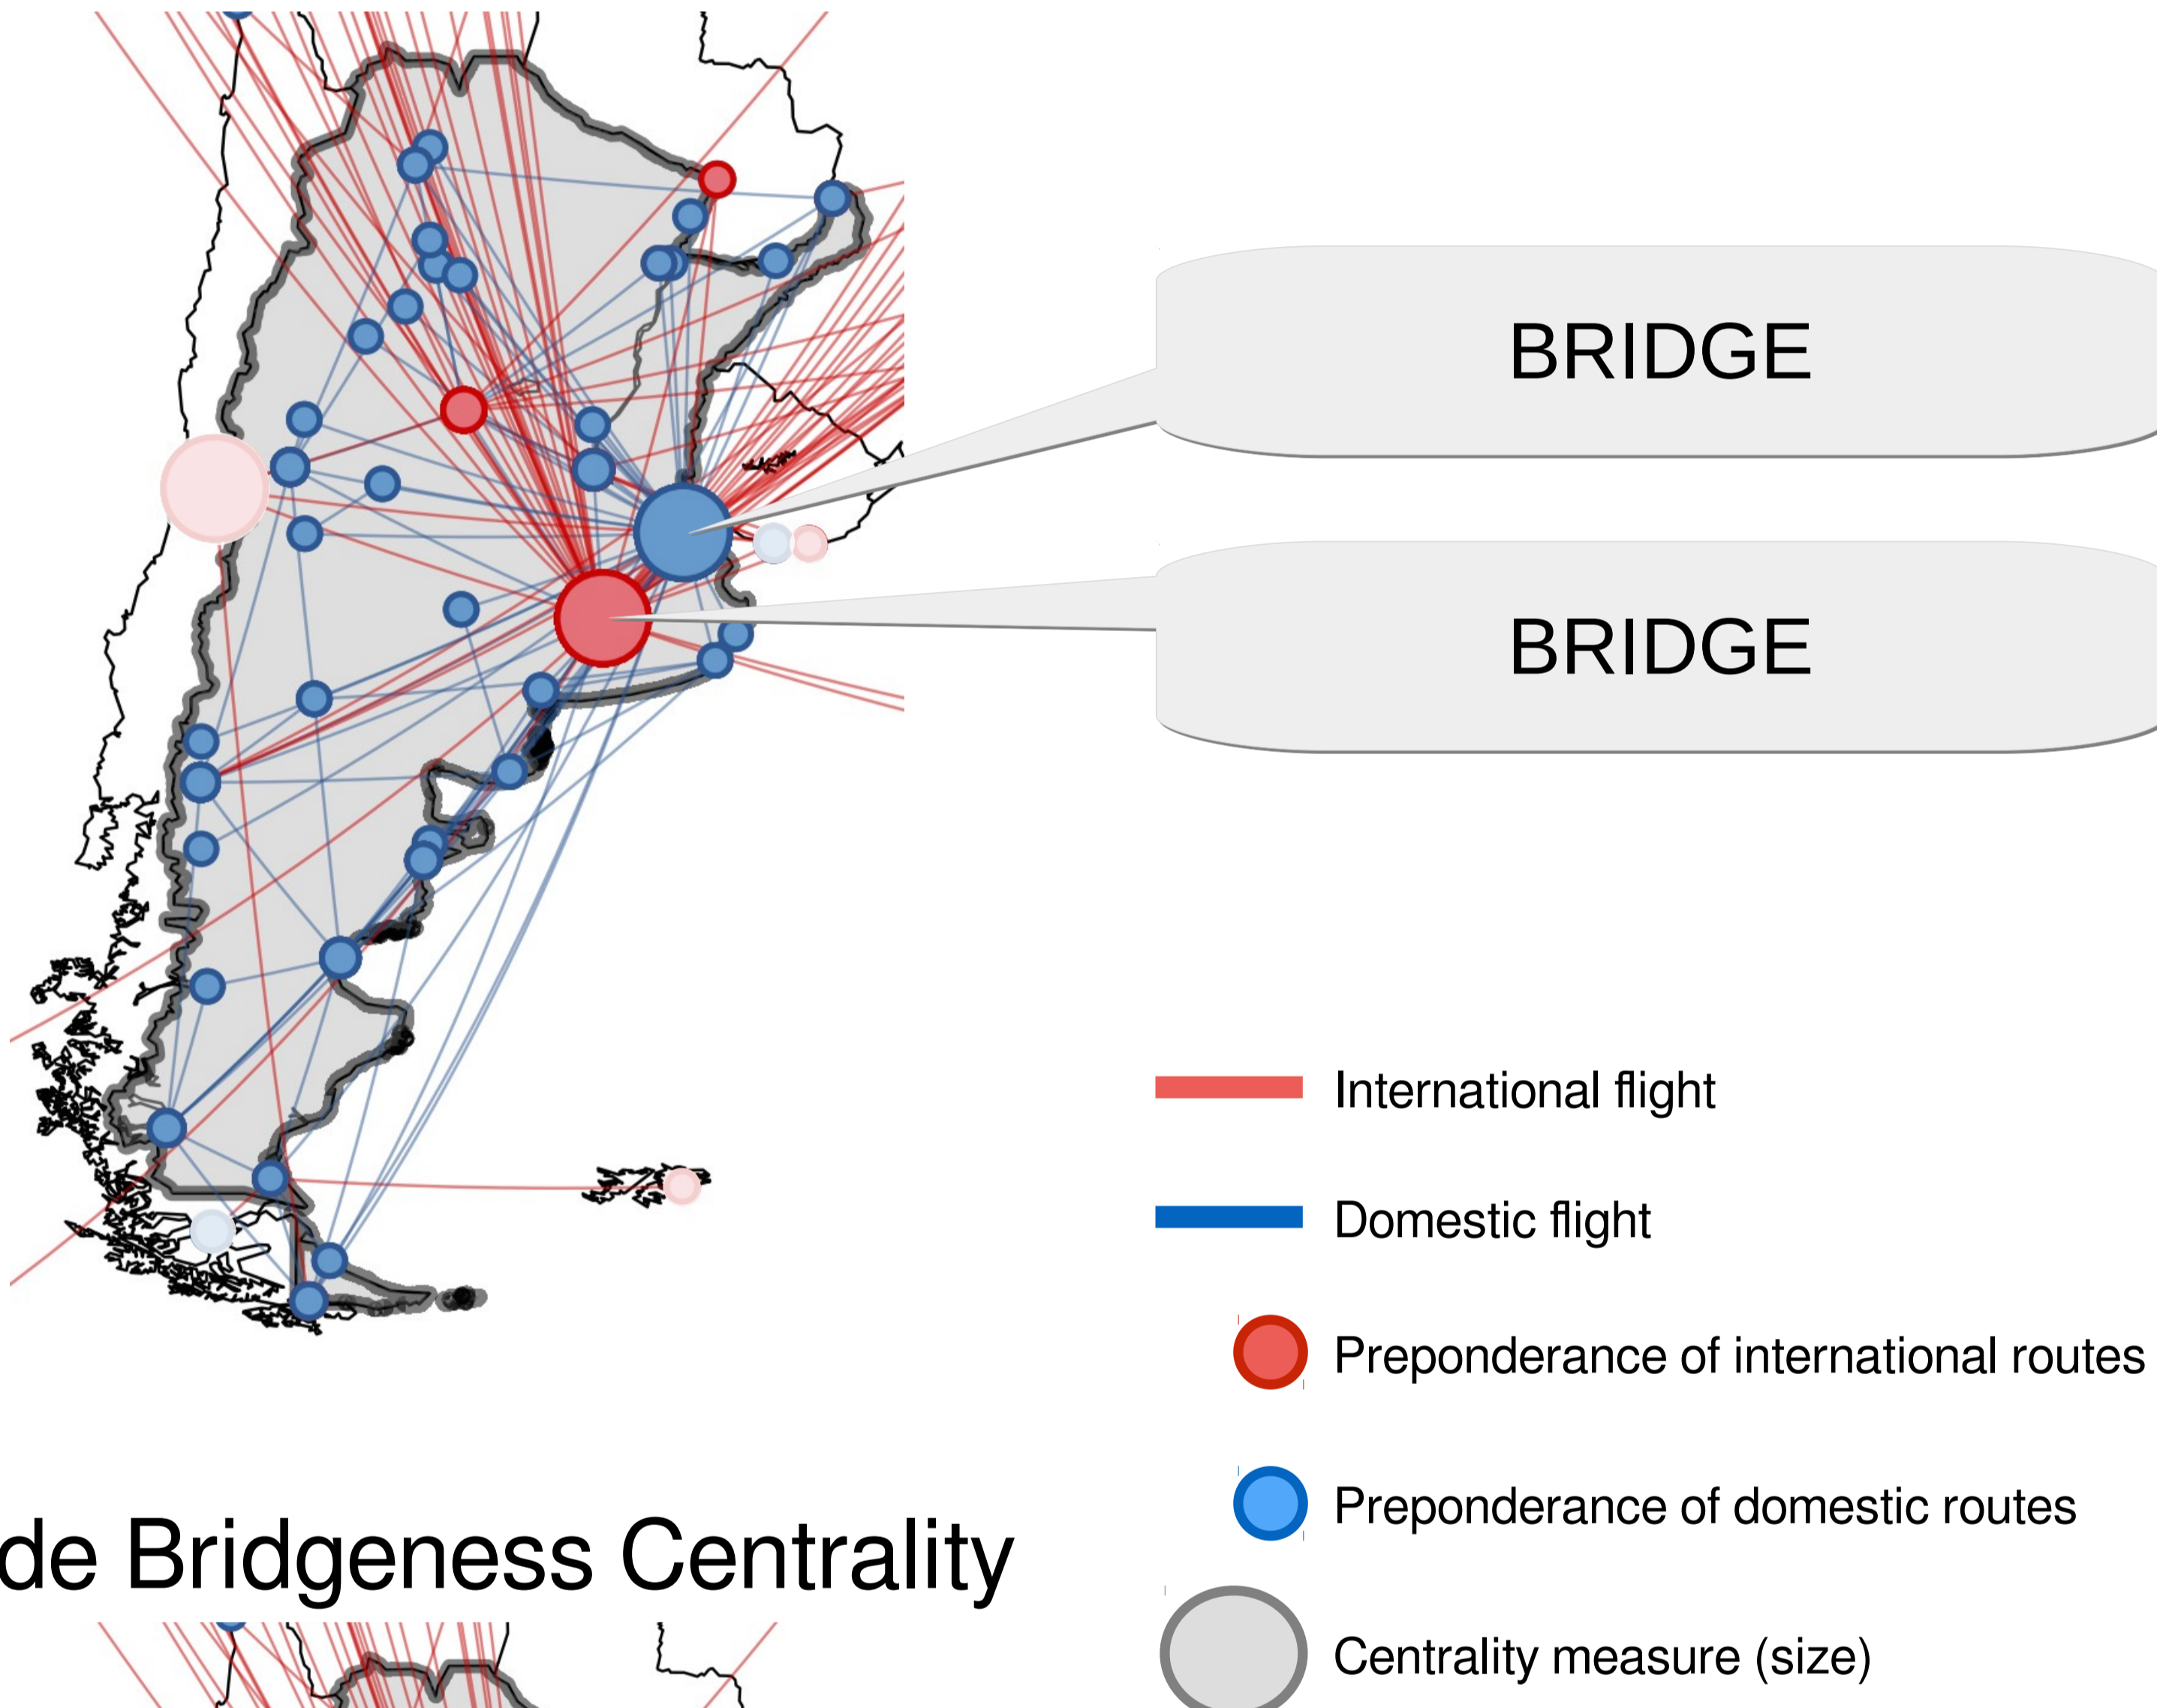 BRIDGE
BRIDGE
International flight
Domestic flight
Preponderance of international routes
Preponderance of domestic routes
de Bridgeness Centrality
Centrality measure (size)